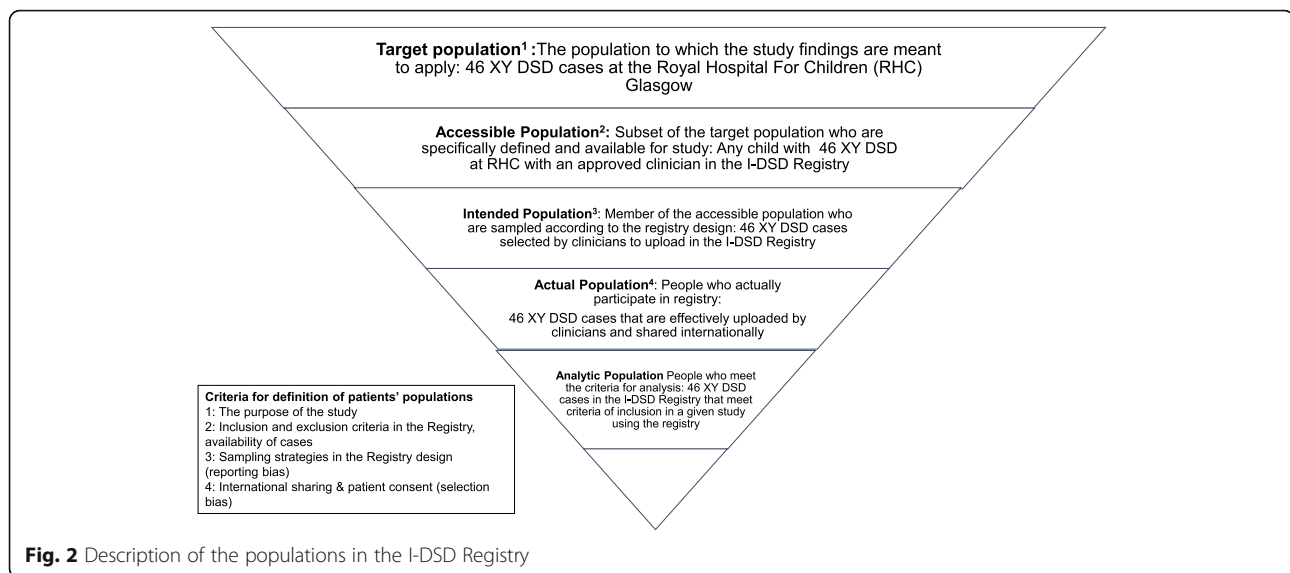 Target population1 :The population to which the study findings are meant
to apply: 46 XY DSD cases at the Royal Hospital For Children (RHC)
Glasgow
Accessible Population2: Subset of the target population who are
specifically defined and available for study: Any child with 46 XY DSD
at RHC with an approved clinician in the I-DSD Registry
Intended Population3: Member of the accessible population who
are sampled according to the registry design: 46 XY DSD cases
selected by clinicians to upload in the I-DSD Registry
Actual Population4: People who actually
participate in registry:
46 XY DSD cases that are effectively uploaded by
clinicians and shared internationally
Analytic Population People who meet
the criteria for analysis: 46 XY DSD
cases in the I-DSD Registry that meet
criteria of inclusion in a given study
using the registry
Criteria for definition of patients' populations
1: The purpose of the study
2: Inclusion and exclusion criteria in the Registry,
availability of cases
3: Sampling strategies in the Registry design
(reporting bias)
4: International sharing & patient consent (selection
bias)
Fig. 2 Description of the populations in the I-DSD Registry